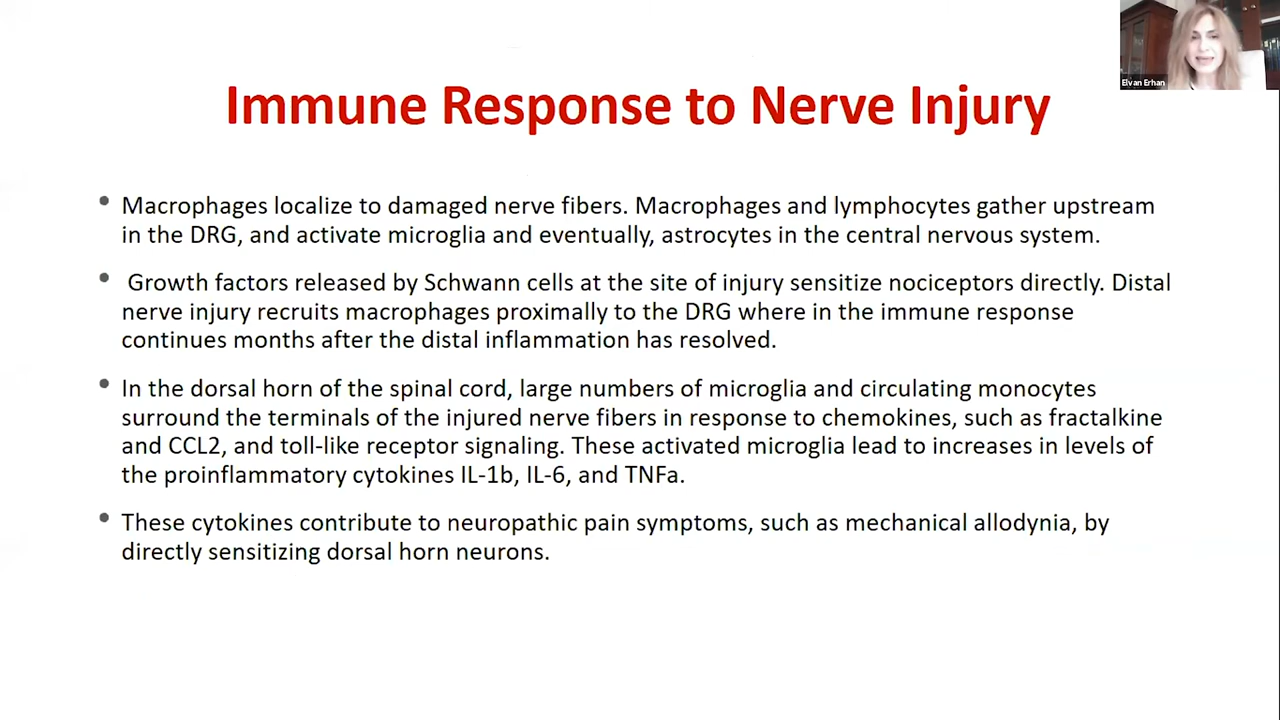 Elvan Erhan
Immune Response to Nerve Injury
• Macrophages localize to damaged nerve fibers. Macrophages and lymphocytes gather upstream
in the DRG, and activate microglia and eventually, astrocytes in the central nervous system.
• Growth factors released by Schwann cells at the site of injury sensitize nociceptors directly. Distal
nerve injury recruits macrophages proximally to the DRG where in the immune response
continues months after the distal inflammation has resolved.
• In the dorsal horn of the spinal cord, large numbers of microglia and circulating monocytes
surround the terminals of the injured nerve fibers in response to chemokines, such as fractalkine
and CCL2, and toll-like receptor signaling. These activated microglia lead to increases in levels of
the proinflammatory cytokines IL-1b, IL-6, and TNFa.
• These cytokines contribute to neuropathic pain symptoms, such as mechanical allodynia, by
directly sensitizing dorsal horn neurons.